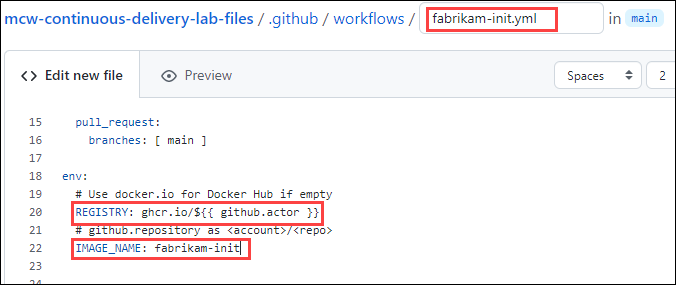 mcw-continuous-delivery-lab-files / .github / workflows / fabrikam-init.yml in main
Edit new file Preview Spaces 2
15 pull_request:
16 branches: [ main ]
17
18 env:
19 # Use docker.io for Docker Hub if empty
20 REGISTRY: ghcr.io/${{ github.actor }}
21 # github.repository as <account>/<repo>
22 IMAGE_NAME: fabrikam-init
23